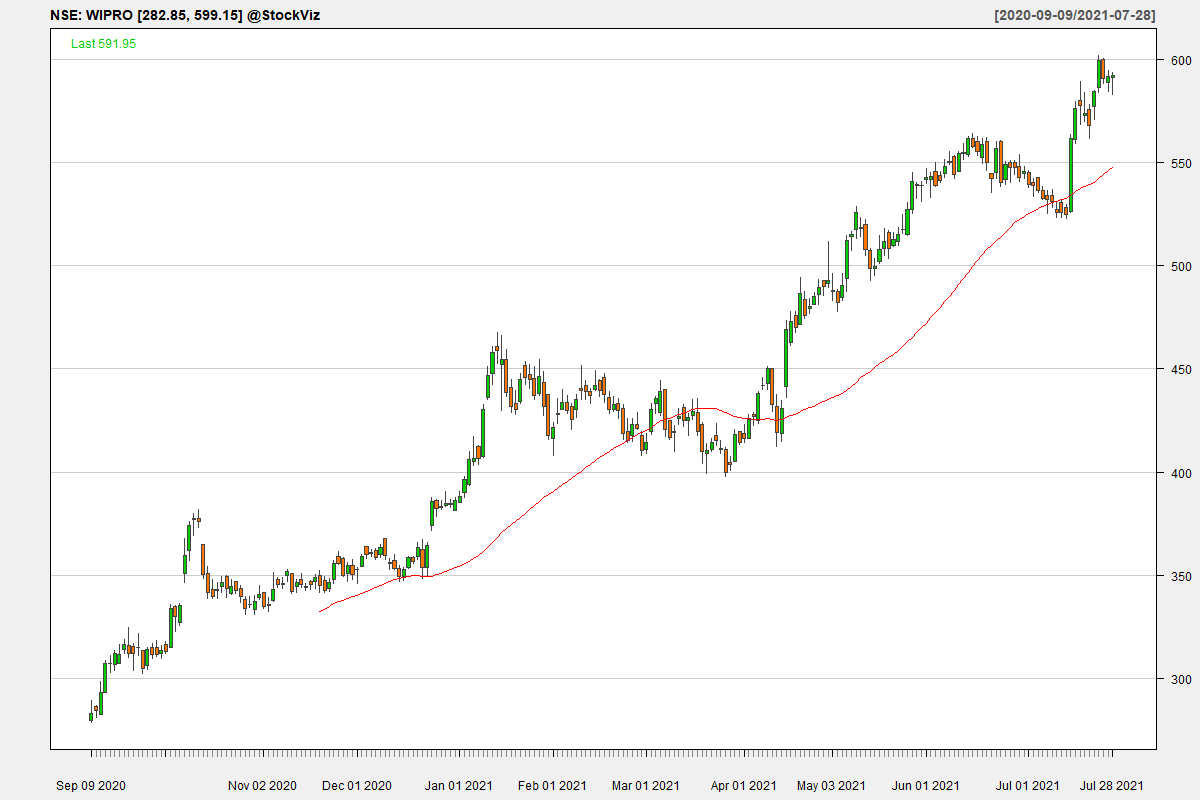 NSE: WIPRO [282.85, 599.15] @StockViz [2020-09-09/2021-07-28]
Last 591.95
600
550
500
450
400
350
300
Sep 09 2020 Nov 02 2020 Dec 01 2020 Jan 01 2021 Feb 01 2021 Mar 01 2021 Apr 01 2021 May 03 2021 Jun 01 2021 Jul 01 2021 Jul 28 2021